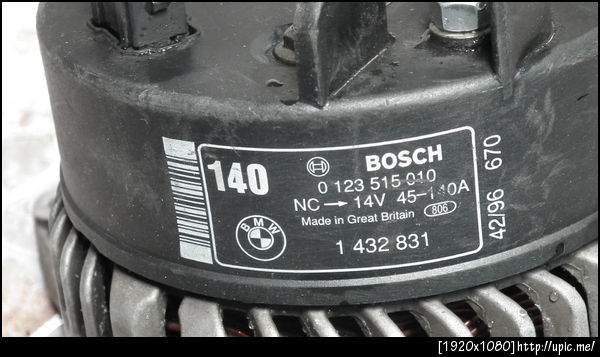 140
BOSCH
0 123 515 010
NC → 14V 45-140A
Made in Great Britain 806
BMW
1 432 831
42/96 670
[1920x1080]http://upic.me/